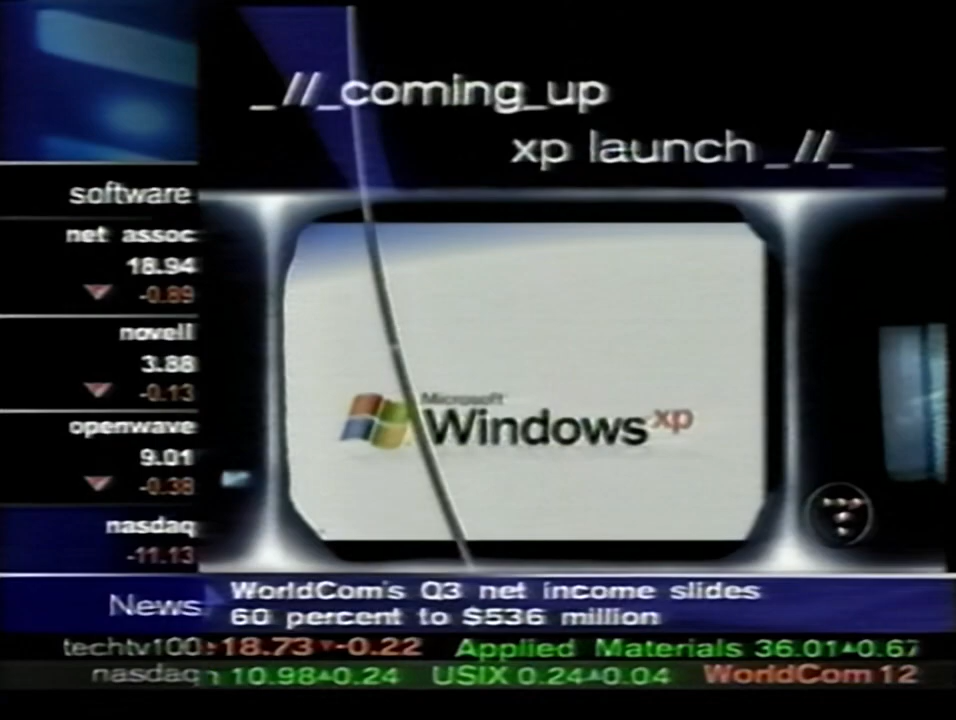 _//_coming_up
xp launch_//_
software
net assoc
18.94
-0.89
novell
3.88
-0.13
openwave
9.01
-0.38
nasdaq
-11.13
Microsoft
Windows xp
News
WorldCom's Q3 net income slides
60 percent to $536 million
techtv100 18.73 -0.22 Applied Materials 36.01 0.67
nasdaq 10.98 0.24 USIX 0.24 0.04 WorldCom 12